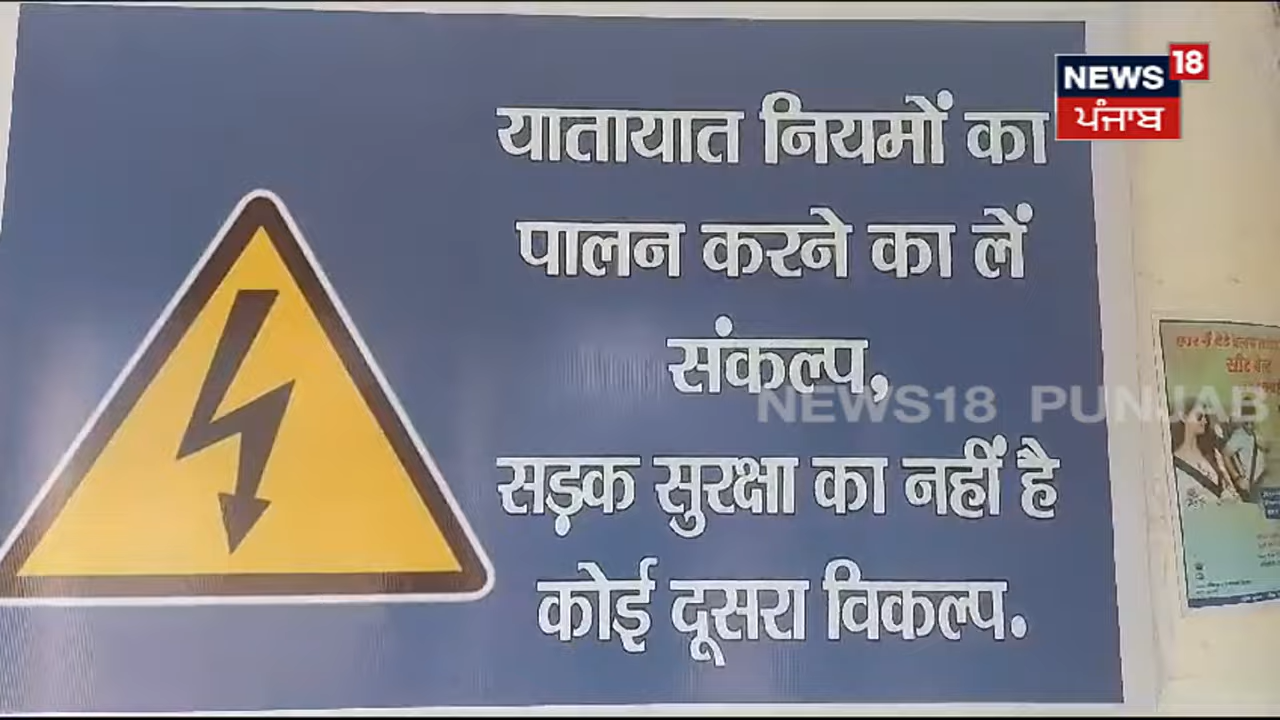 यातायात नियमों का
पालन करने का लें
संकल्प,
सड़क सुरक्षा का नहीं है
कोई दूसरा विकल्प.
NEWS 18
ਪੰਜਾਬ
NEWS18 PUNJAB
सीट बेल्ट